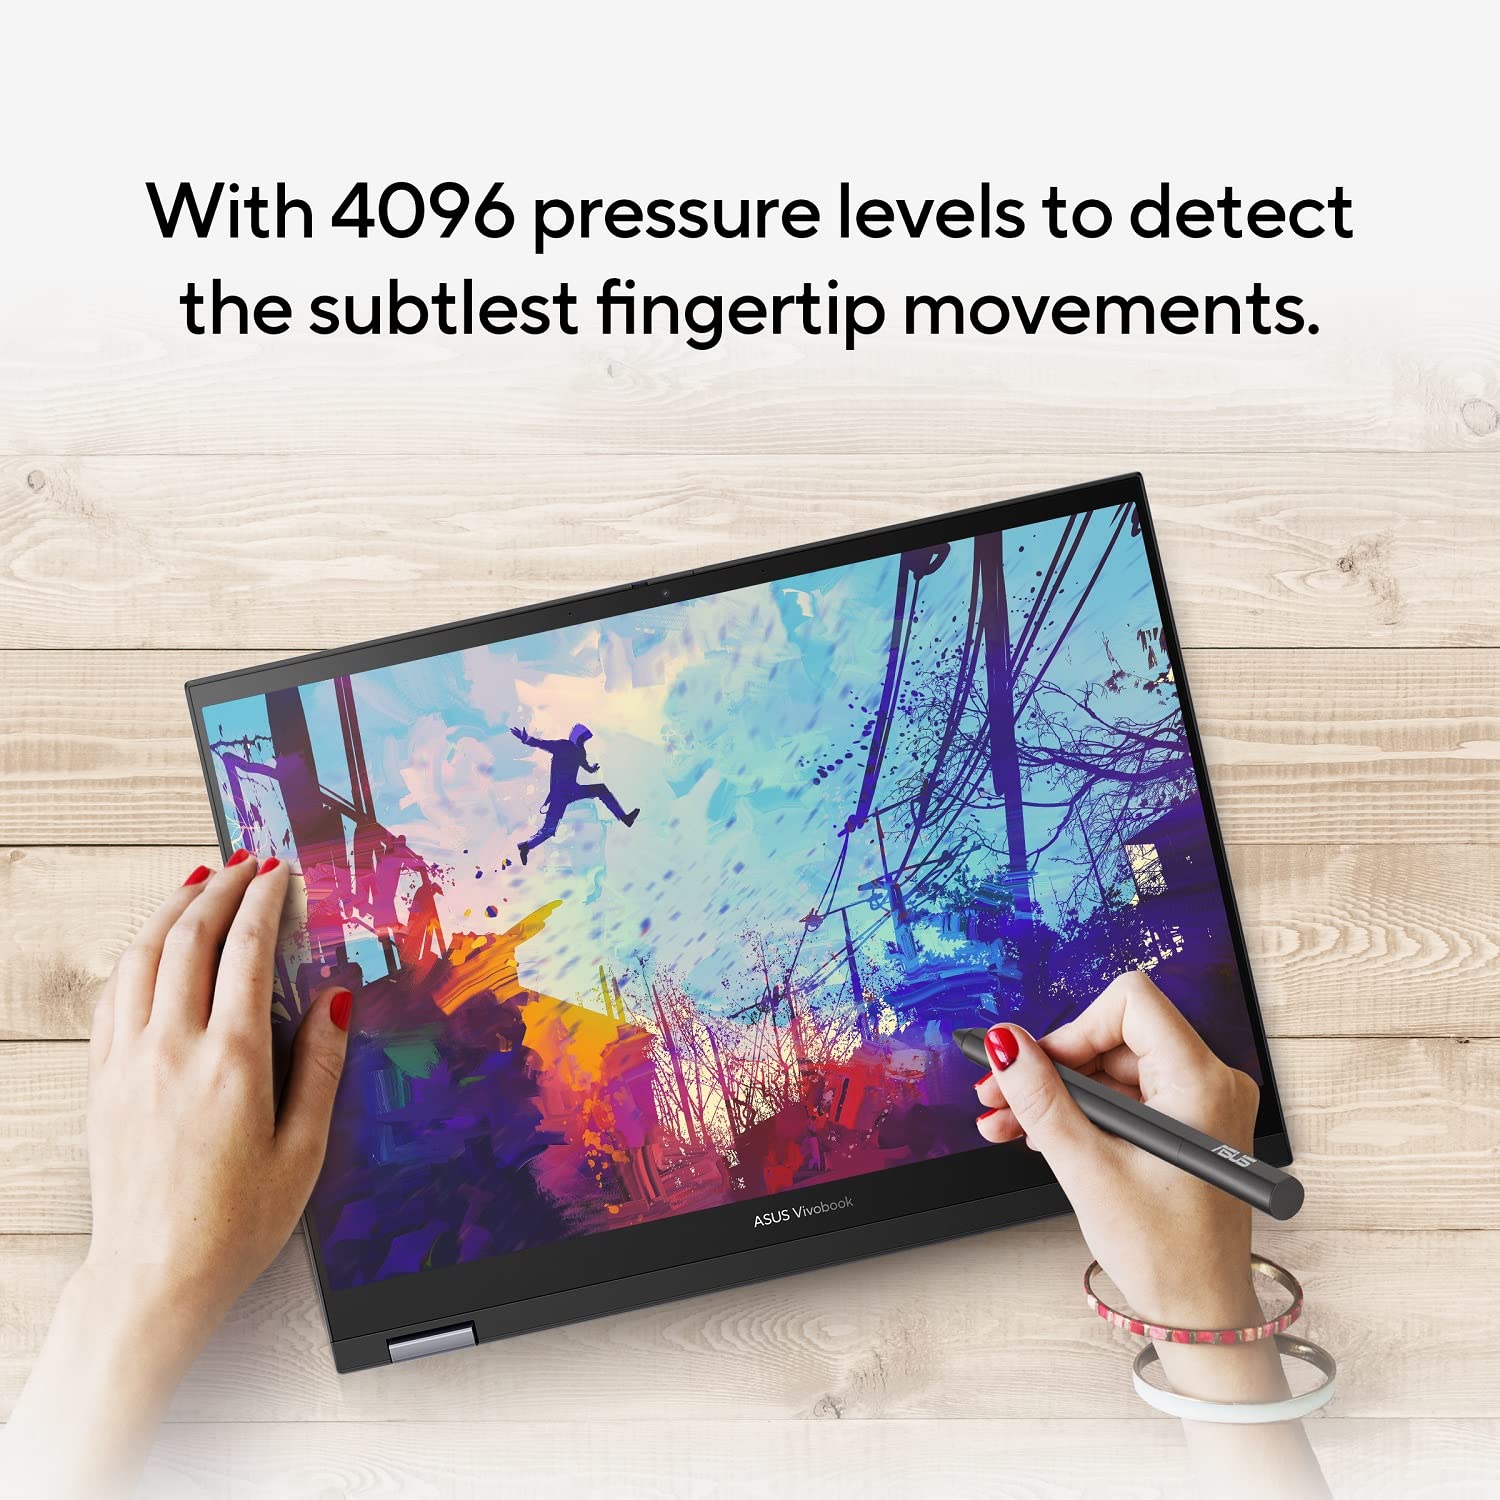 With 4096 pressure levels to detect
the subtlest fingertip movements.
ASUS Vivobook
ASUS